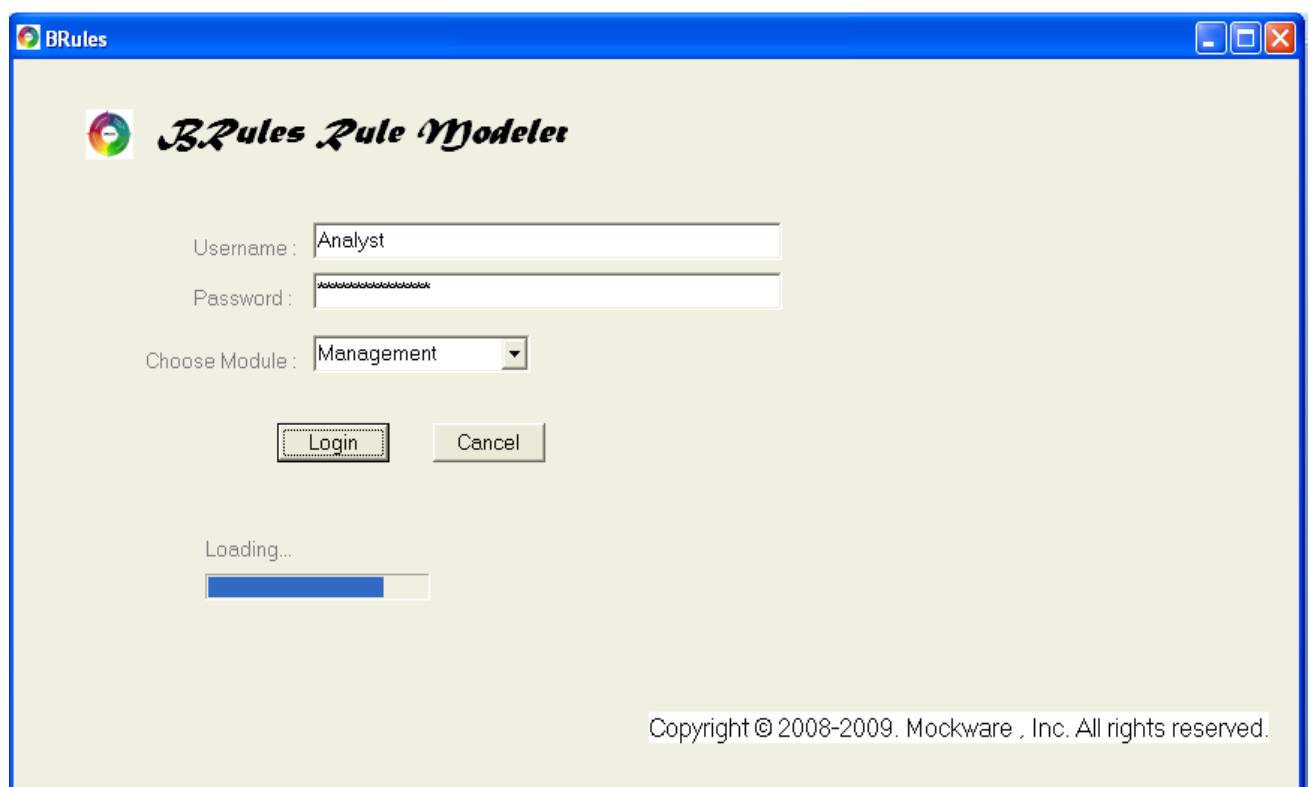 BRules
BRules Rule Modeler
Username : Analyst
Password : *****************
Choose Module : Management
Login Cancel
Loading...
Copyright © 2008-2009. Mockware , Inc. All rights reserved.